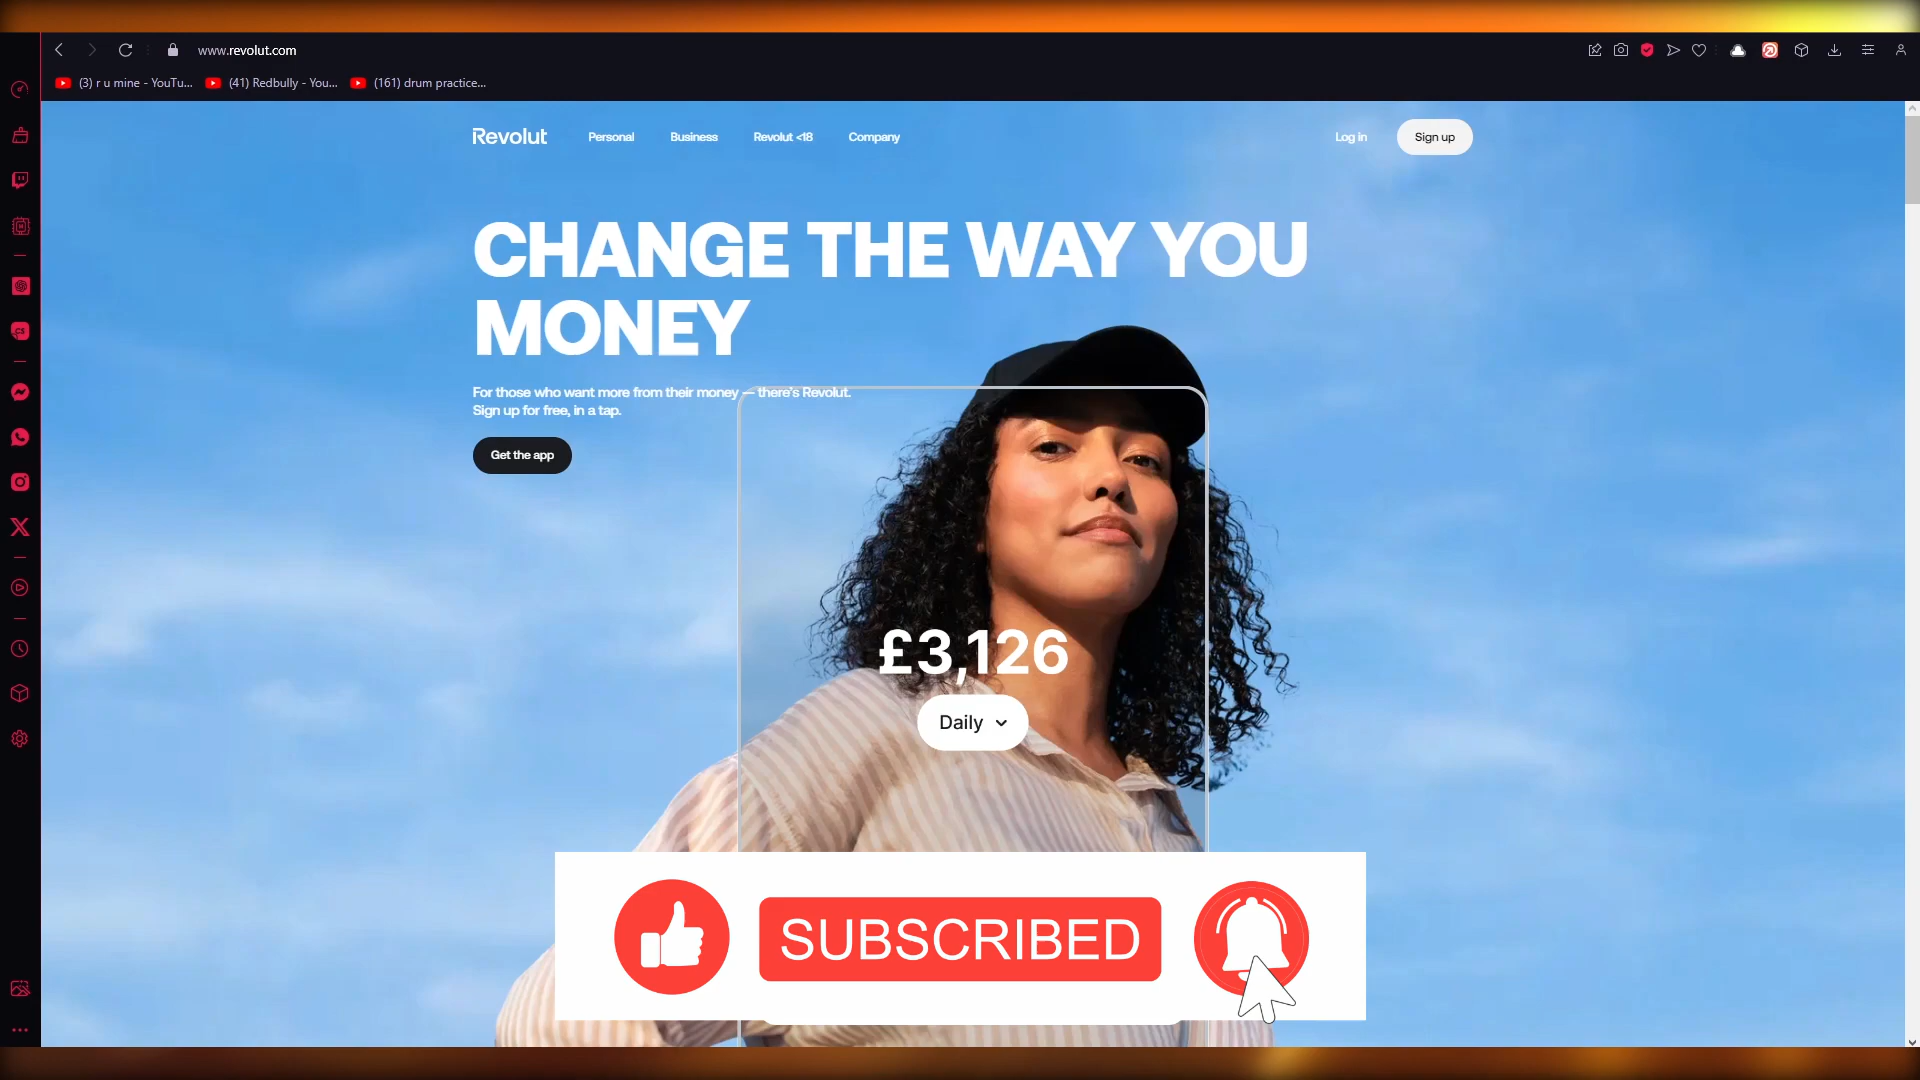 www.revolut.com
(3) r u mine - YouTu...
(41) Redbully - You...
(161) drum practice...
Revolut
Personal
Business
Revolut <18
Company
Log in
Sign up
CHANGE THE WAY YOU
MONEY
For those who want more from their money — there's Revolut.
Sign up for free, in a tap.
Get the app
£3,126
Daily
SUBSCRIBED